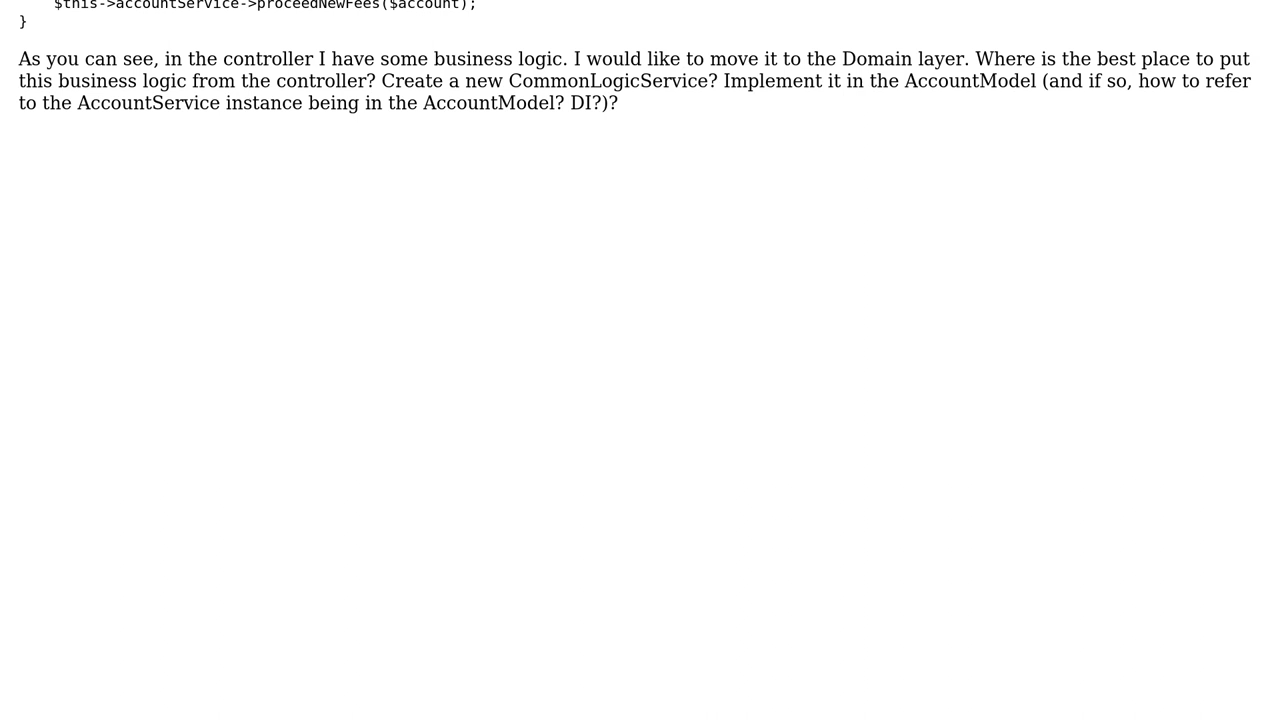 $this->accountService->proceedNewFees($account);
}
As you can see, in the controller I have some business logic. I would like to move it to the Domain layer. Where is the best place to put
this business logic from the controller? Create a new CommonLogicService? Implement it in the AccountModel (and if so, how to refer
to the AccountService instance being in the AccountModel? DI?)?